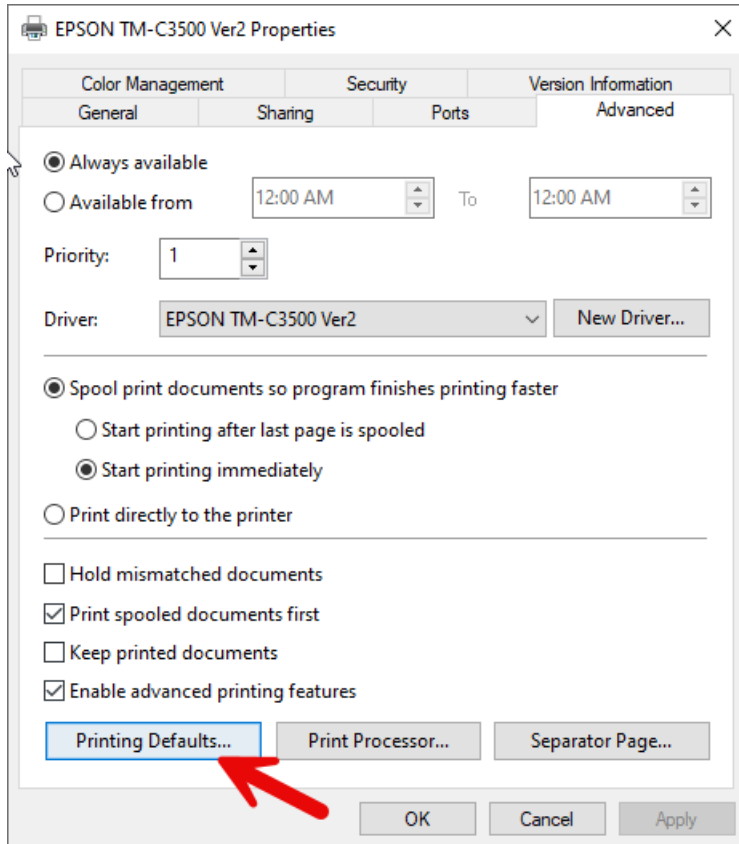 EPSON TM-C3500 Ver2 Properties
Color Management Security Version Information
General Sharing Ports Advanced
Always available
Available from 12:00 AM To 12:00 AM
Priority: 1
Driver: EPSON TM-C3500 Ver2 New Driver...
Spool print documents so program finishes printing faster
Start printing after last page is spooled
Start printing immediately
Print directly to the printer
Hold mismatched documents
Print spooled documents first
Keep printed documents
Enable advanced printing features
Printing Defaults... Print Processor... Separator Page...
OK Cancel Apply